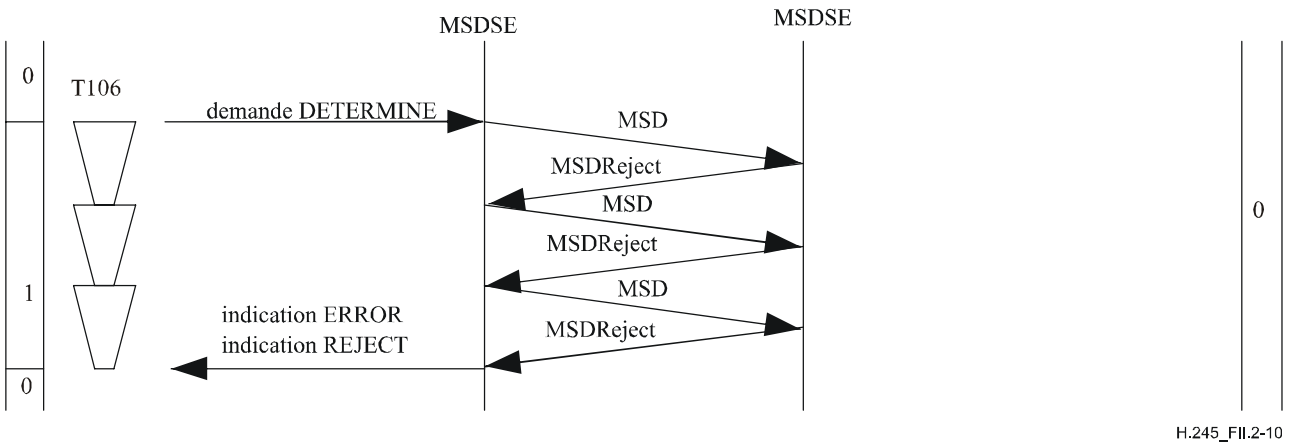 MSDSE
MSDSE
0
T106
demande DETERMINE
MSD
MSDReject
MSD
0
MSDReject
1
MSD
indication ERROR
MSDReject
indication REJECT
0
H.245_FII.2-10